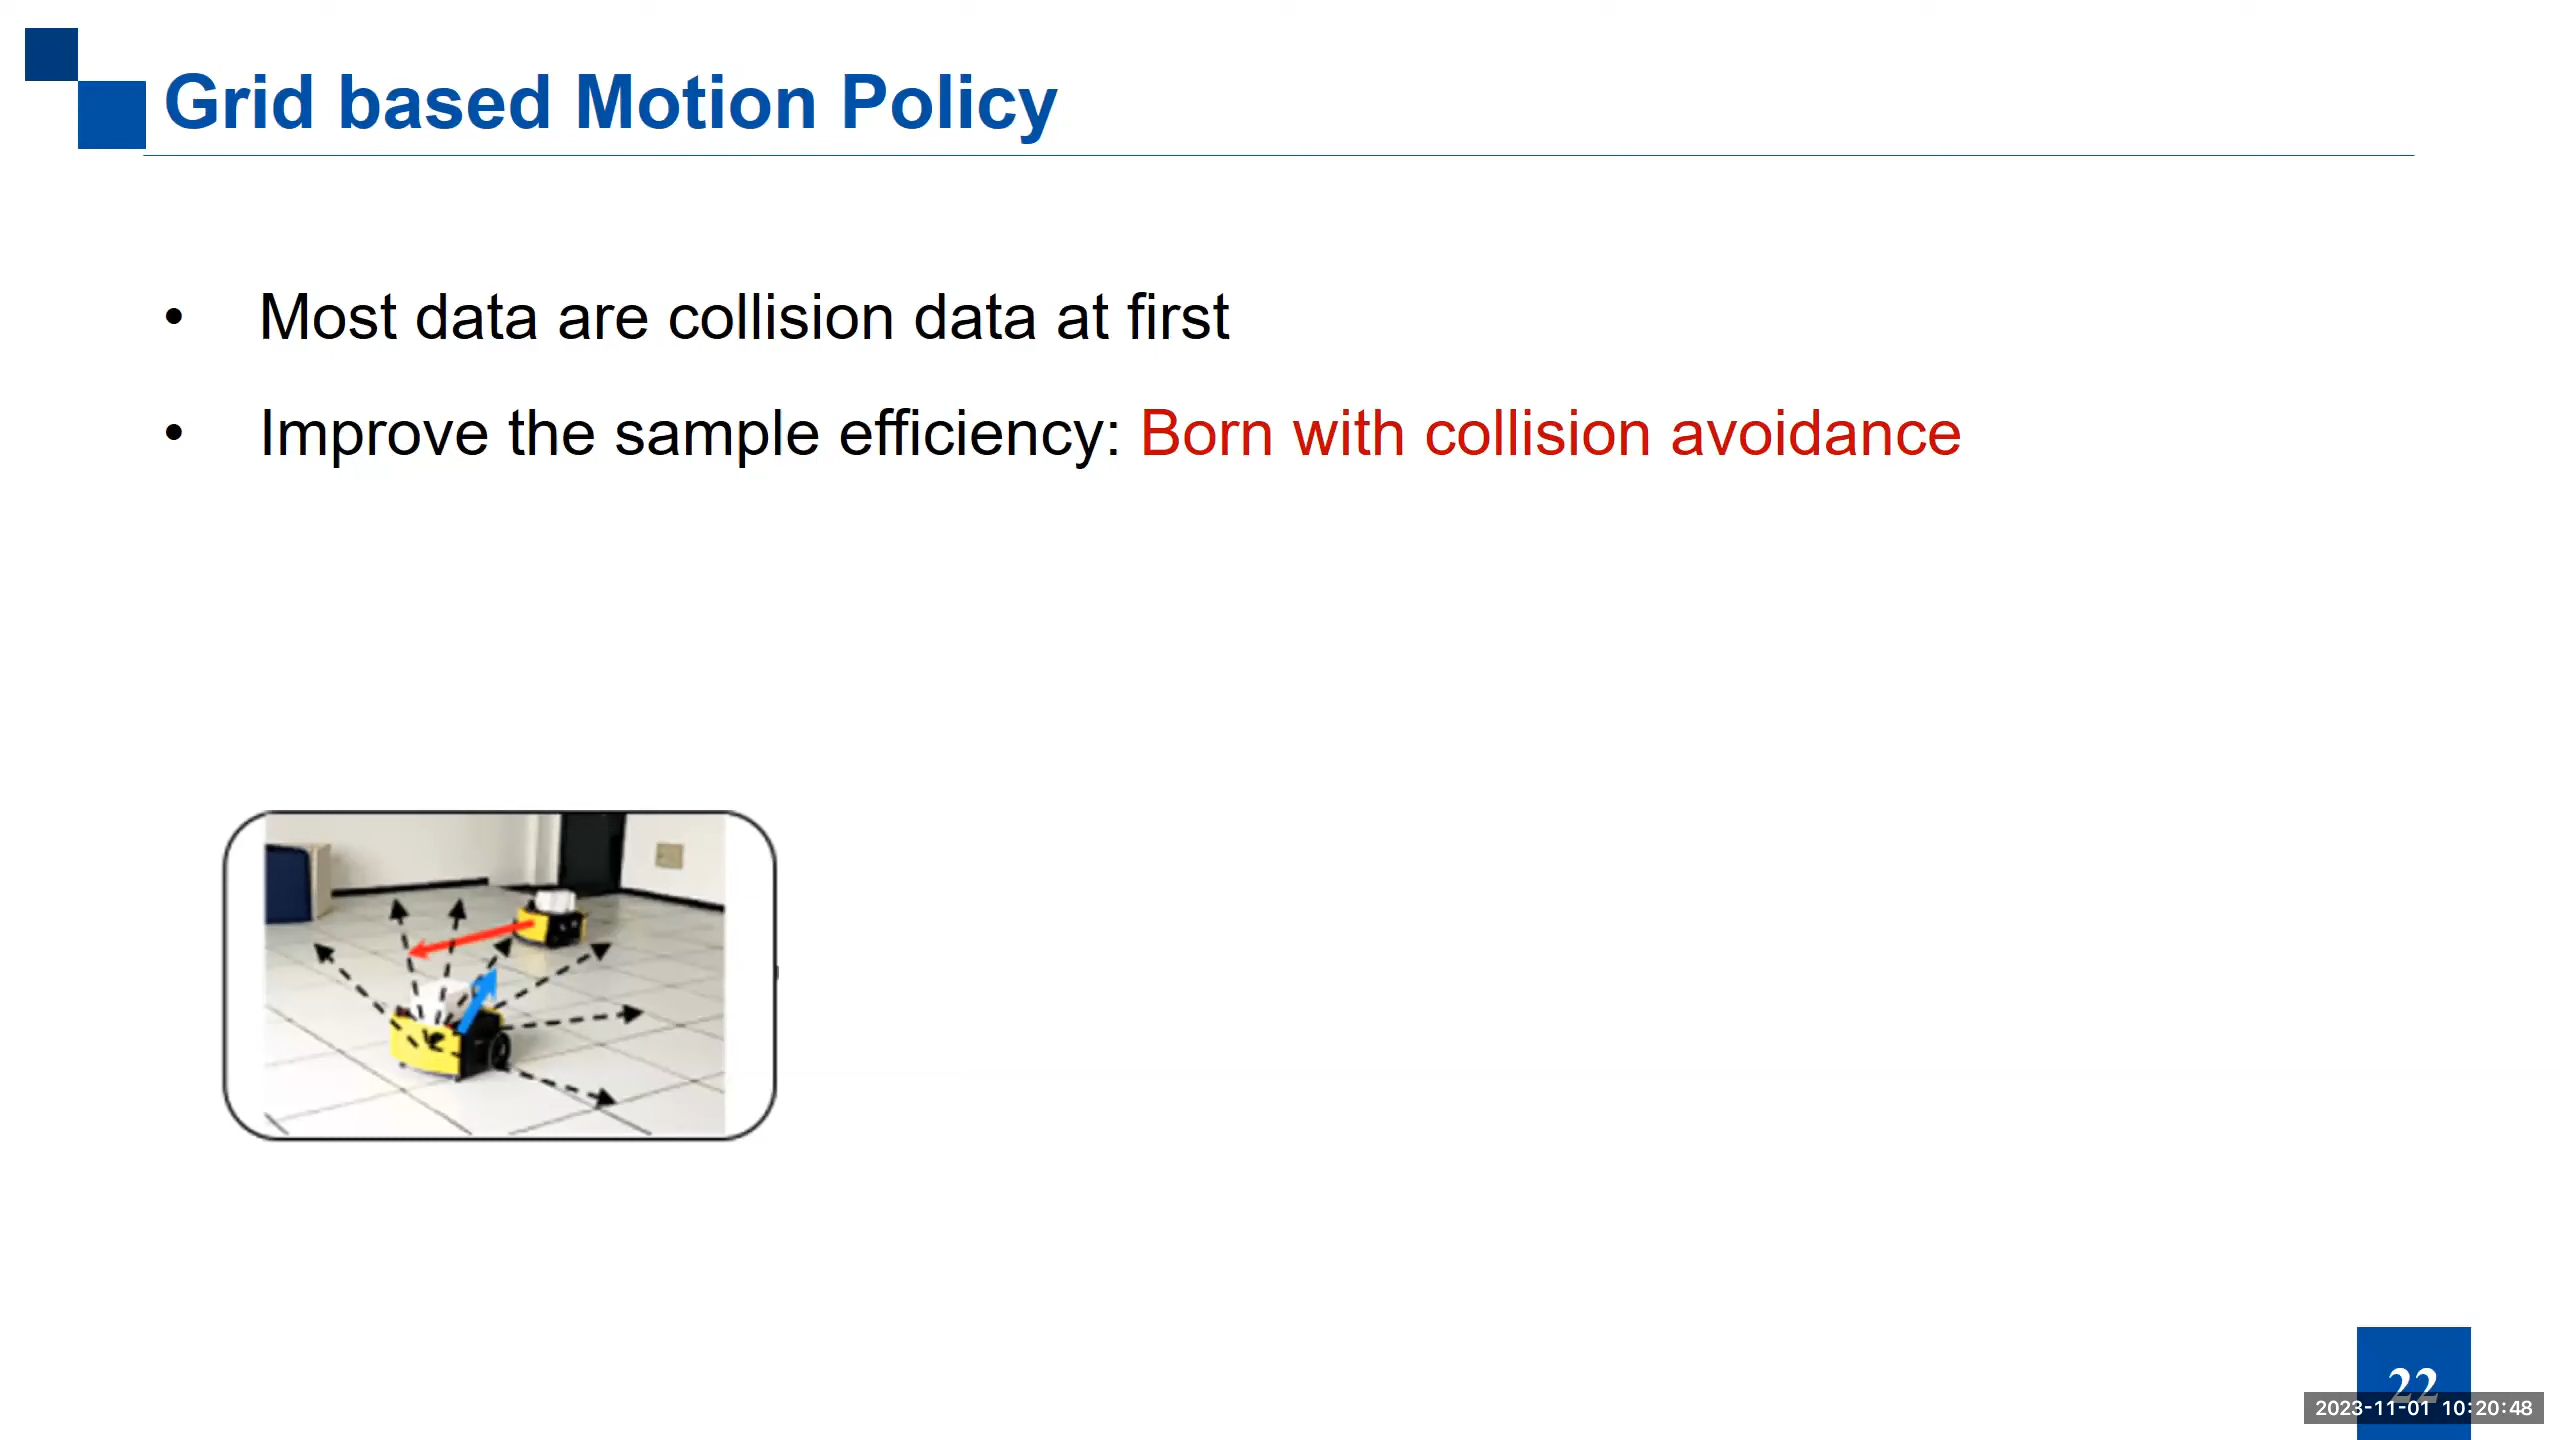 Grid based Motion Policy
• Most data are collision data at first
• Improve the sample efficiency: Born with collision avoidance
22
2023-11-01 10:20:48